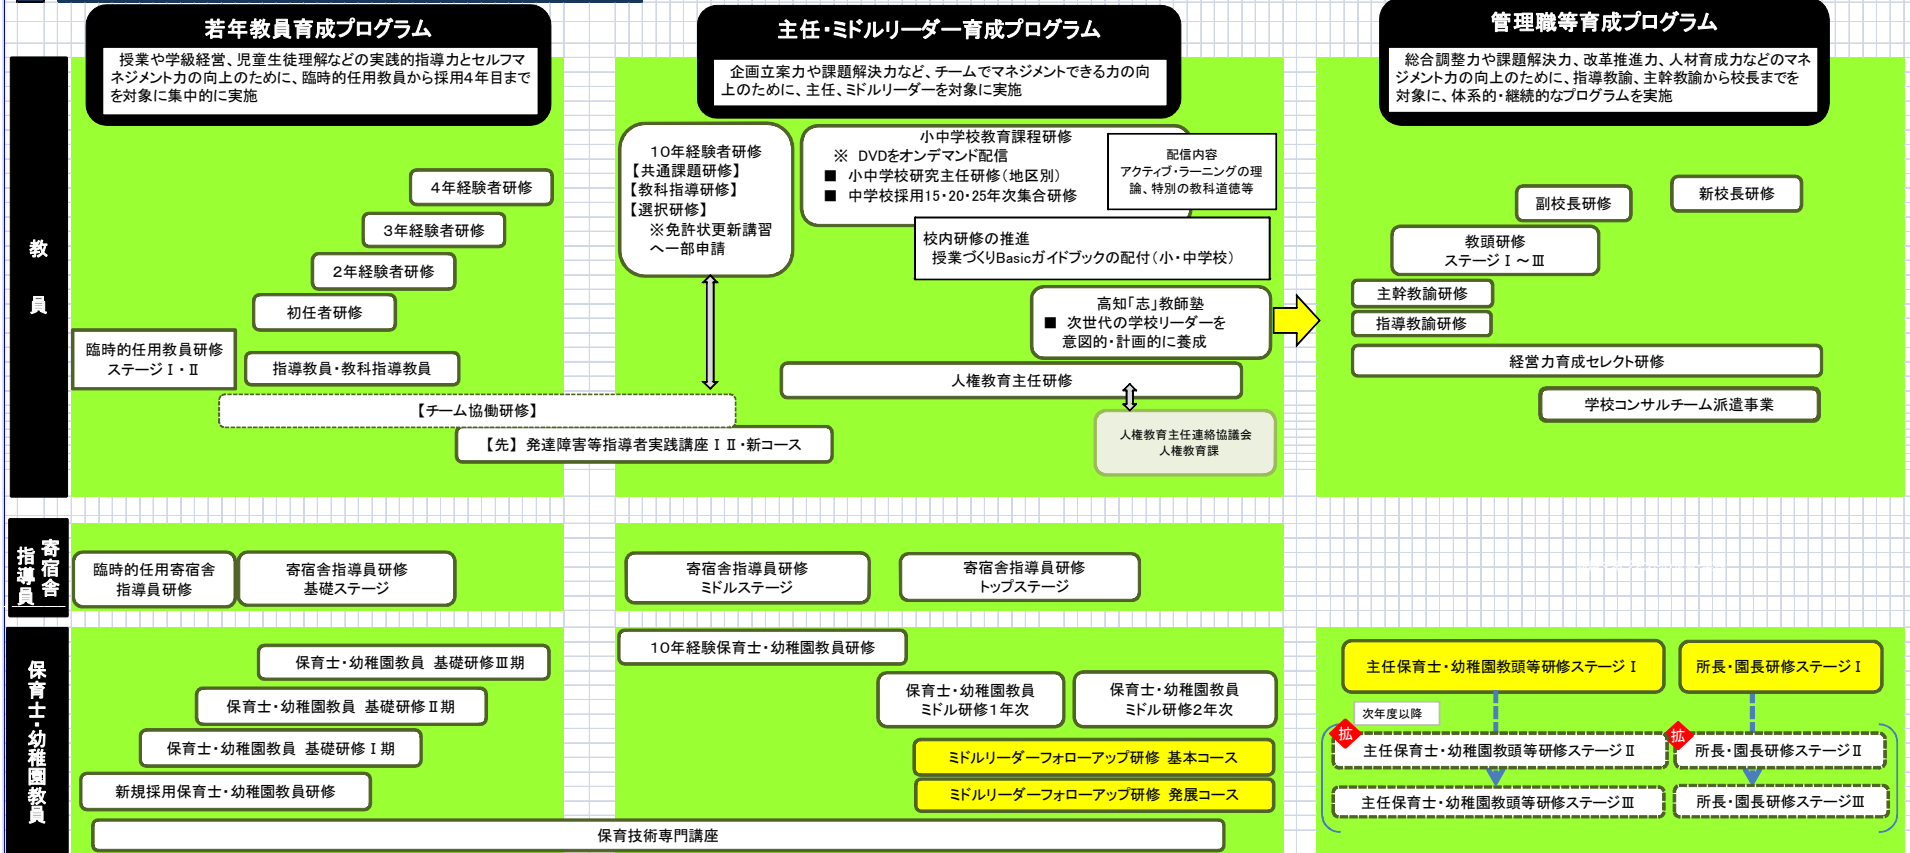 若年教員育成プログラム
授業や学級経営、児童生徒理解などの実践的指導力とセルフマ
ネジメント力の向上のために、臨時的任用教員から採用4年目まで
を対象に集中的に実施
主任・ミドルリーダー育成プログラム
企画立案力や課題解決力など、チームでマネジメントできる力の向
上のために、主任、ミドルリーダーを対象に実施
管理職等育成プログラム
総合調整力や課題解決力、改革推進力、人材育成力などのマネ
ジメント力の向上のために、指導教諭、主幹教諭から校長までを
対象に、体系的・継続的なプログラムを実施
教員
4年経験者研修
3年経験者研修
2年経験者研修
初任者研修
臨時的任用教員研修
ステージⅠ・Ⅱ
指導教員・教科指導教員
【チーム協働研修】
【先】発達障害等指導者実践講座ⅠⅡ・新コース
10年経験者研修
【共通課題研修】
【教科指導研修】
【選択研修】
※免許状更新講習
へ一部申請
小中学校教育課程研修
※ DVDをオンデマンド配信
■ 小中学校研究主任研修(地区別)
■ 中学校採用15・20・25年次集合研修
配信内容
アクティブ・ラーニングの理
論、特別の教科道徳等
校内研修の推進
授業づくりBasicガイドブックの配付(小・中学校)
高知「志」教師塾
■ 次世代の学校リーダーを
意図的・計画的に養成
人権教育主任研修
人権教育主任連絡協議会
人権教育課
新校長研修
副校長研修
教頭研修
ステージⅠ~Ⅲ
主幹教諭研修
指導教諭研修
経営力育成セレクト研修
学校コンサルチーム派遣事業
寄宿舎
指導員
臨時的任用寄宿舎
指導員研修
寄宿舎指導員研修
基礎ステージ
寄宿舎指導員研修
ミドルステージ
寄宿舎指導員研修
トップステージ
保育士・幼稚園教員
保育士・幼稚園教員 基礎研修Ⅲ期
保育士・幼稚園教員 基礎研修Ⅱ期
保育士・幼稚園教員 基礎研修Ⅰ期
新規採用保育士・幼稚園教員研修
保育技術専門講座
10年経験保育士・幼稚園教員研修
保育士・幼稚園教員
ミドル研修1年次
保育士・幼稚園教員
ミドル研修2年次
ミドルリーダーフォローアップ研修 基本コース
ミドルリーダーフォローアップ研修 発展コース
主任保育士・幼稚園教頭等研修ステージⅠ
所長・園長研修ステージⅠ
次年度以降
拡
主任保育士・幼稚園教頭等研修ステージⅡ
拡
所長・園長研修ステージⅡ
主任保育士・幼稚園教頭等研修ステージⅢ
所長・園長研修ステージⅢ